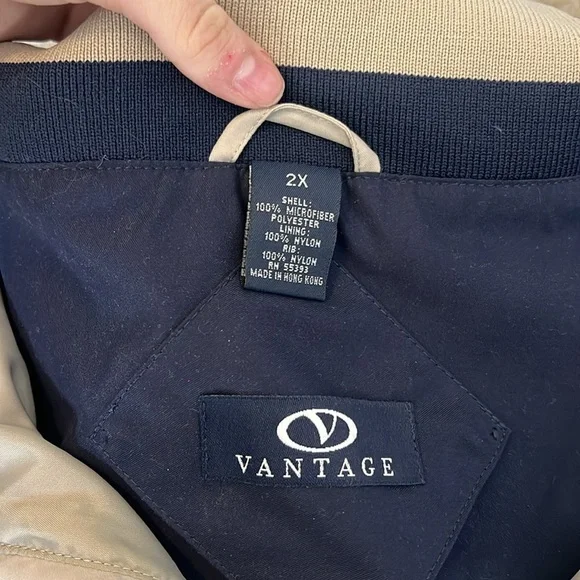 2X
SHELL:
100% MICROFIBER
POLYESTER
LINING:
100% NYLON
RIB:
100% NYLON
RN 55393
MADE IN HONG KONG
V
VANTAGE